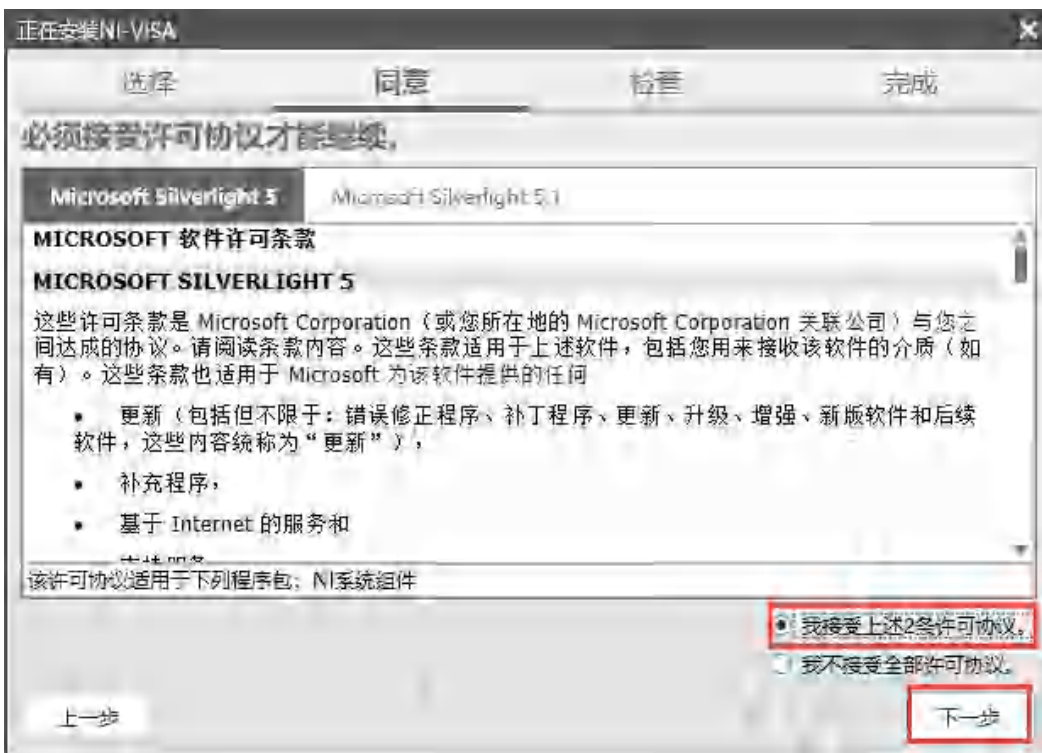 正在安装NI-VISA
选择 同意 检查 完成
必须接受许可协议才能继续。
Microsoft Silverlight 5 Microsoft Silverlight 5.1
MICROSOFT 软件许可条款
MICROSOFT SILVERLIGHT 5
这些许可条款是 Microsoft Corporation（或您所在地的 Microsoft Corporation 关联公司）与您之
间达成的协议。请阅读条款内容。这些条款适用于上述软件，包括您用来接收该软件的介质（如
有）。这些条款也适用于 Microsoft 为该软件提供的任何
• 更新（包括但不限于：错误修正程序、补丁程序、更新、升级、增强、新版软件和后续
软件，这些内容统称为“更新”），
• 补充程序，
• 基于 Internet 的服务和
该许可协议适用于下列程序包：NI系统组件
我接受上述2条许可协议。
我不接受全部许可协议。
上一步 下一步